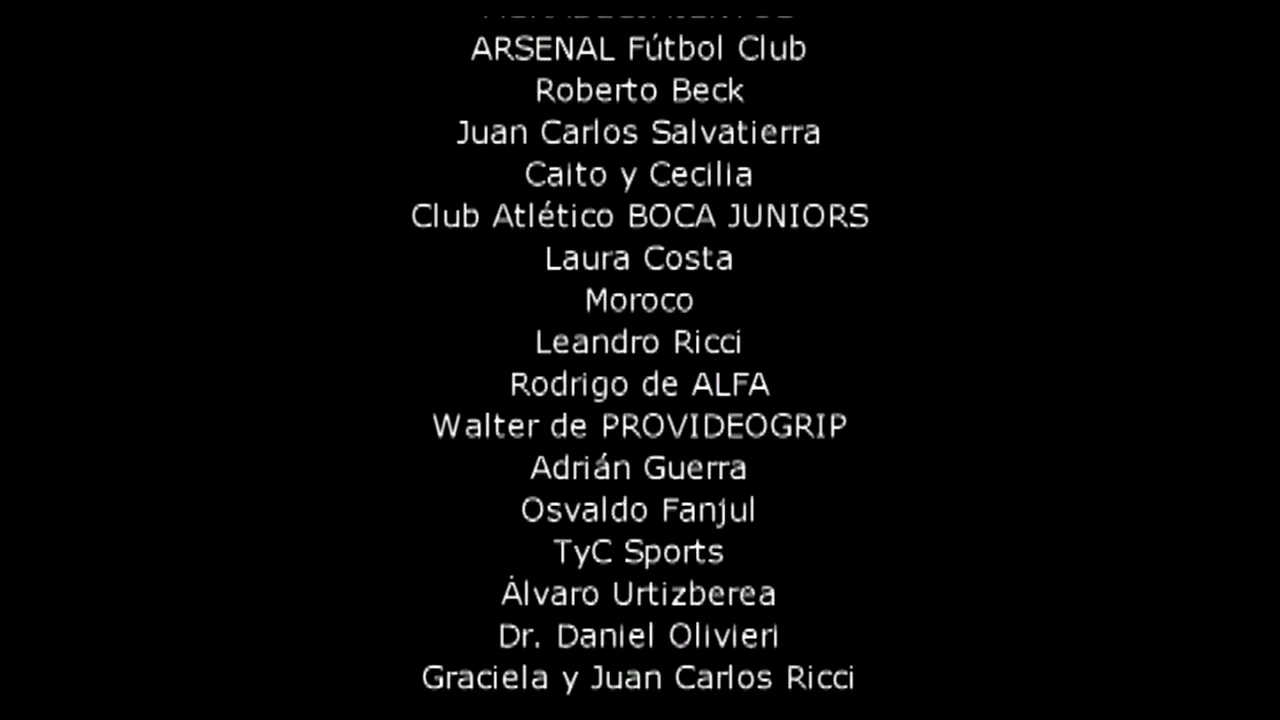 AGRADECIMIENTOS
ARSENAL Fútbol Club
Roberto Beck
Juan Carlos Salvatierra
Caito y Cecilia
Club Atlético BOCA JUNIORS
Laura Costa
Moroco
Leandro Ricci
Rodrigo de ALFA
Walter de PROVIDEOGRIP
Adrián Guerra
Osvaldo Fanjul
TyC Sports
Álvaro Urtizberea
Dr. Daniel Olivieri
Graciela y Juan Carlos Ricci